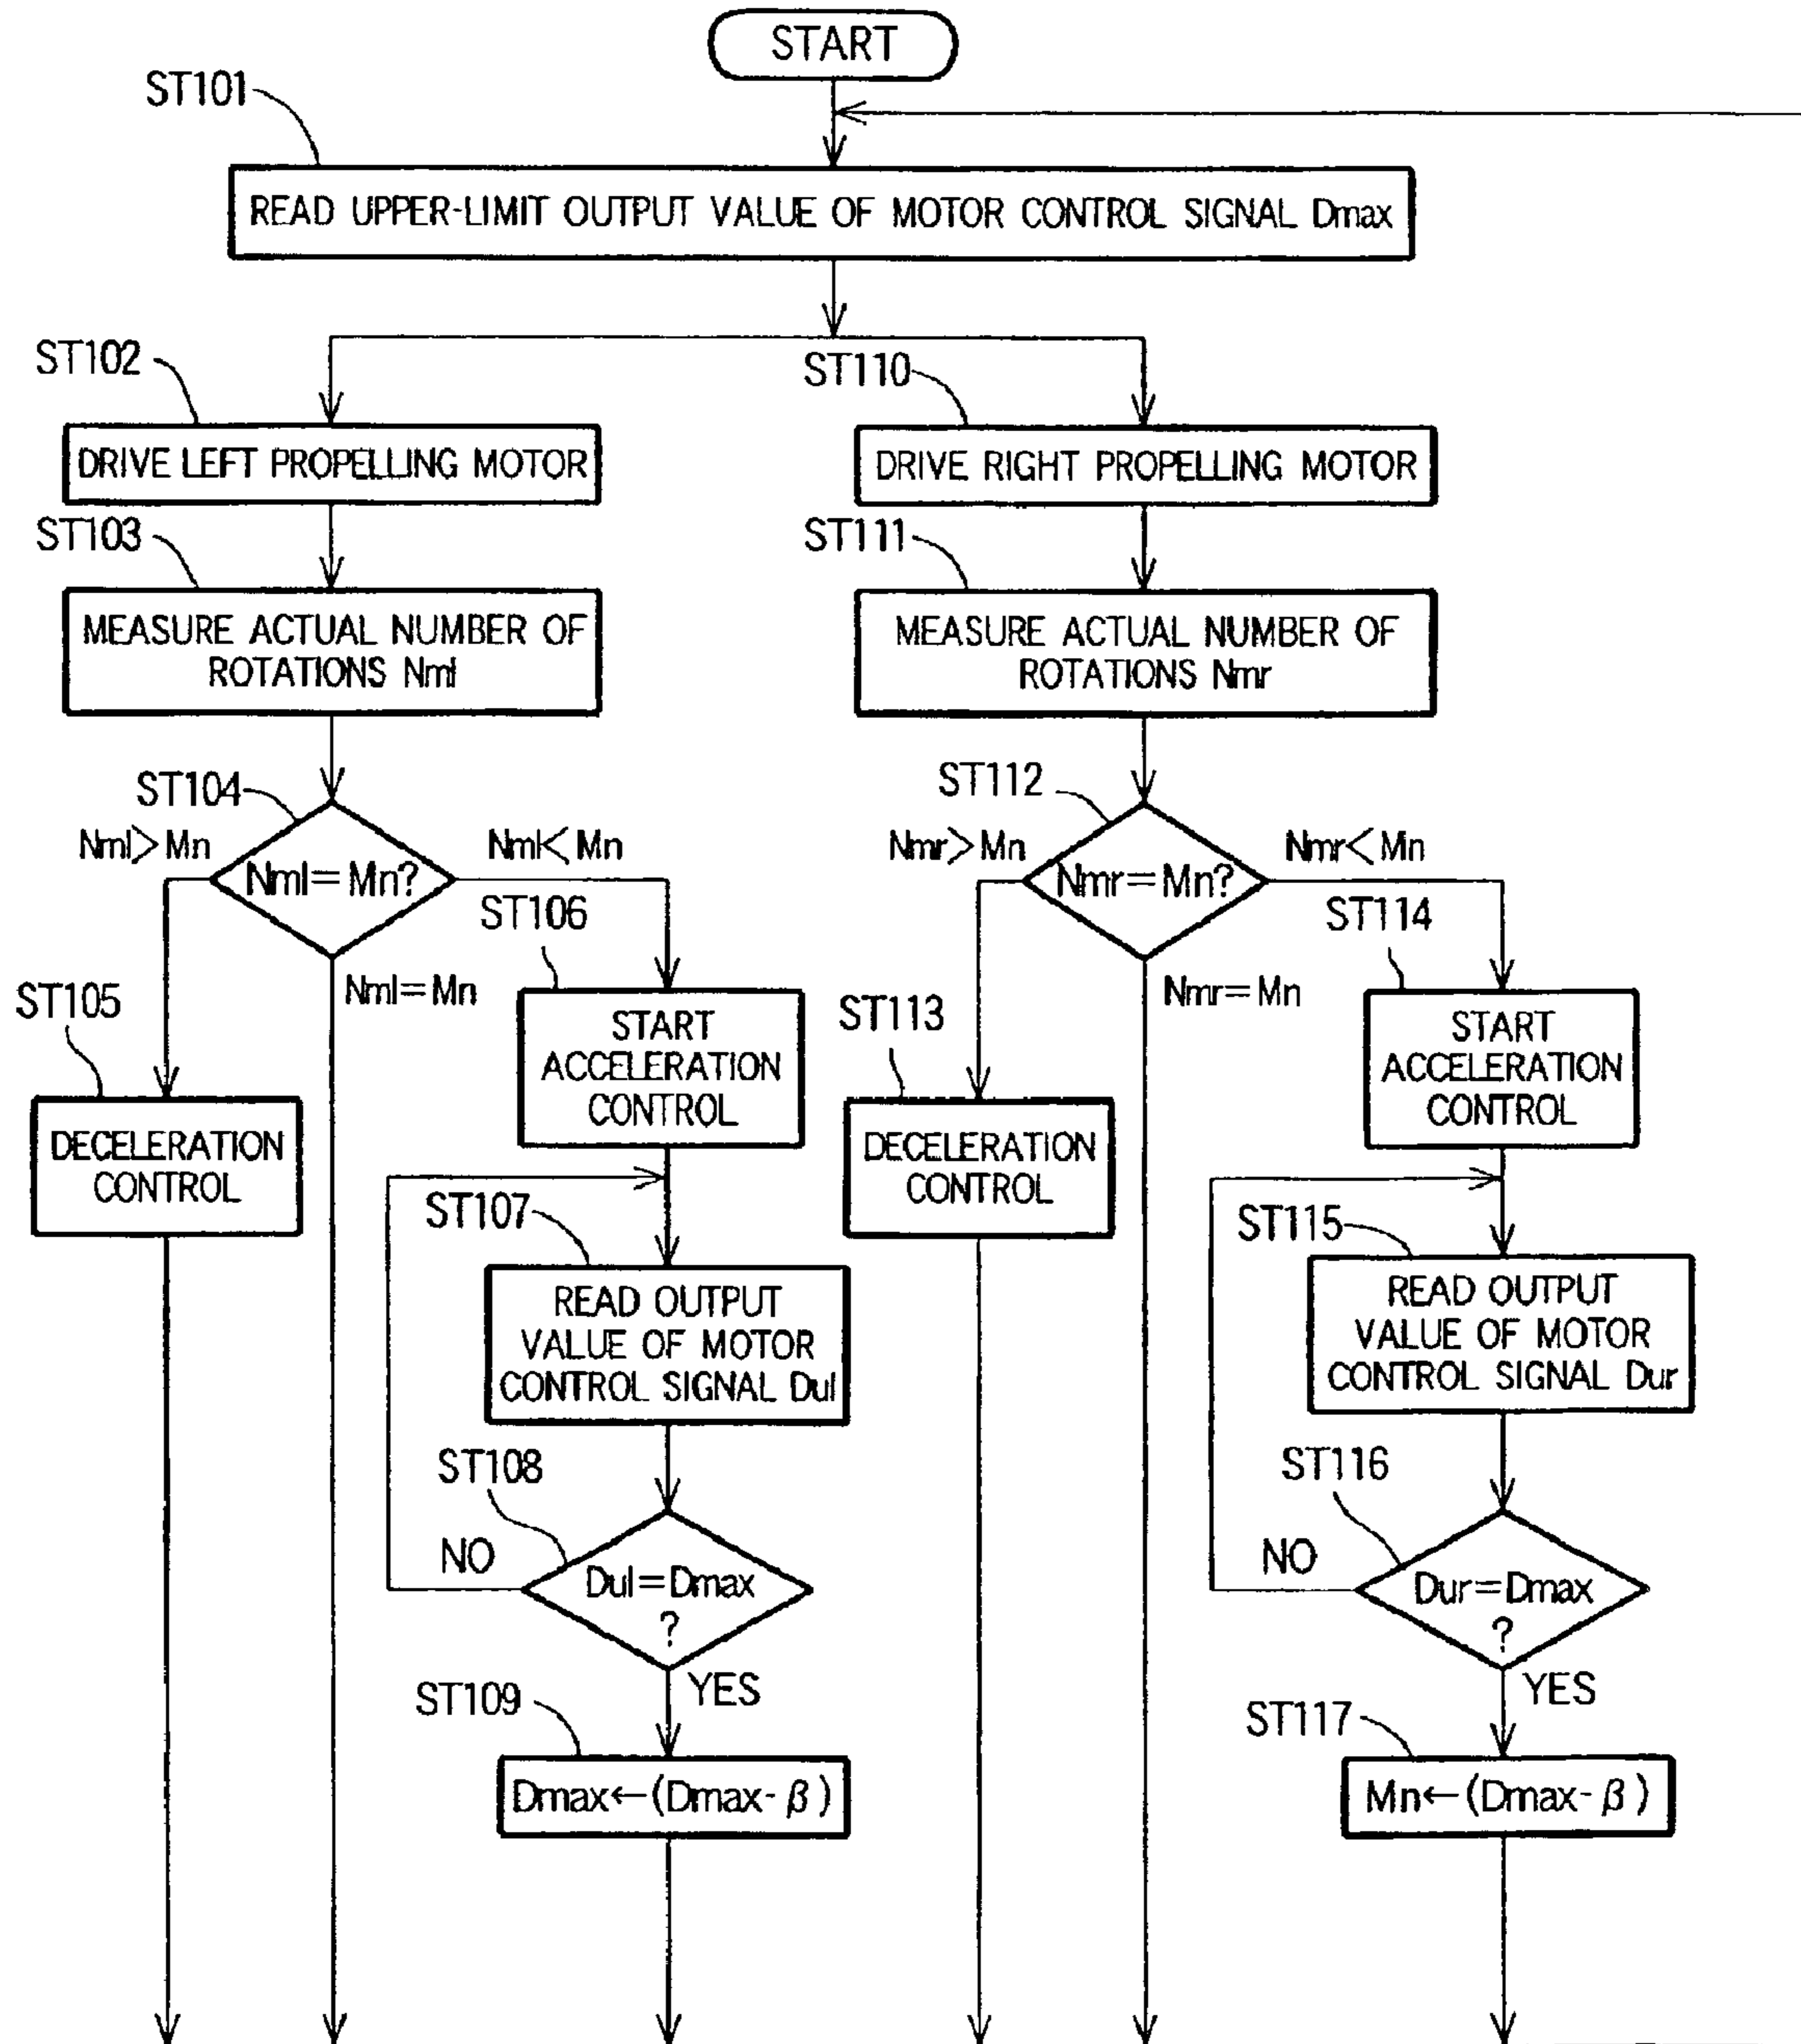 START
ST101
READ UPPER-LIMIT OUTPUT VALUE OF MOTOR CONTROL SIGNAL Dmax
ST102
DRIVE LEFT PROPELLING MOTOR
ST103
MEASURE ACTUAL NUMBER OF
ROTATIONS Nml
ST104
Nml>Mn
Nml=Mn?
Nml<Mn
Nml=Mn
ST105
DECELERATION
CONTROL
ST106
START
ACCELERATION
CONTROL
ST107
READ OUTPUT
VALUE OF MOTOR
CONTROL SIGNAL Dul
ST108
NO
Dul=Dmax
?
YES
ST109
Dmax←(Dmax-β)
ST110
DRIVE RIGHT PROPELLING MOTOR
ST111
MEASURE ACTUAL NUMBER OF
ROTATIONS Nmr
ST112
Nmr>Mn
Nmr=Mn?
Nmr<Mn
Nmr=Mn
ST113
DECELERATION
CONTROL
ST114
START
ACCELERATION
CONTROL
ST115
READ OUTPUT
VALUE OF MOTOR
CONTROL SIGNAL Dur
ST116
NO
Dur=Dmax
?
YES
ST117
Mn←(Dmax-β)